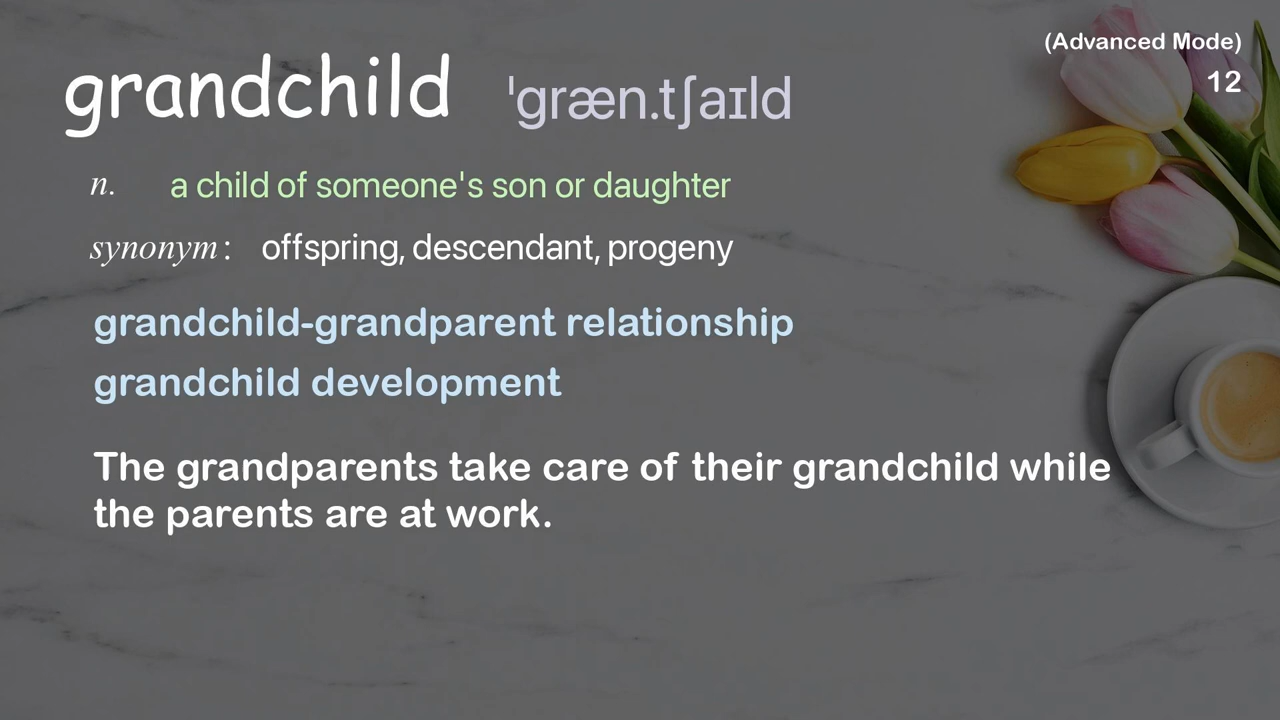 (Advanced Mode)
12
grandchild ˈɡræn.tʃaɪld
n. a child of someone's son or daughter
synonym: offspring, descendant, progeny
grandchild-grandparent relationship
grandchild development
The grandparents take care of their grandchild while
the parents are at work.